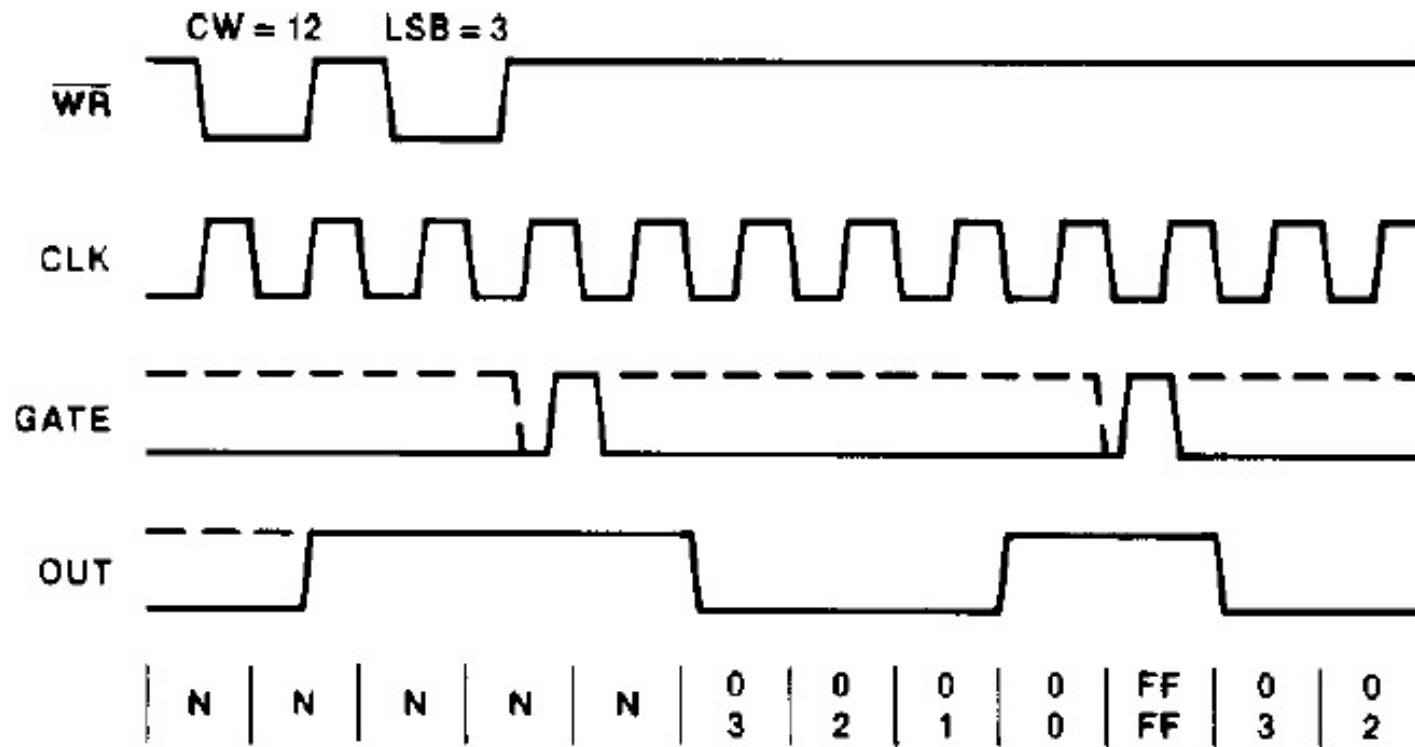 CW = 12 LSB = 3
WR
CLK
GATE
OUT
N N N N N 0 0 0 0 FF 0 0
3 2 1 0 FF 3 2